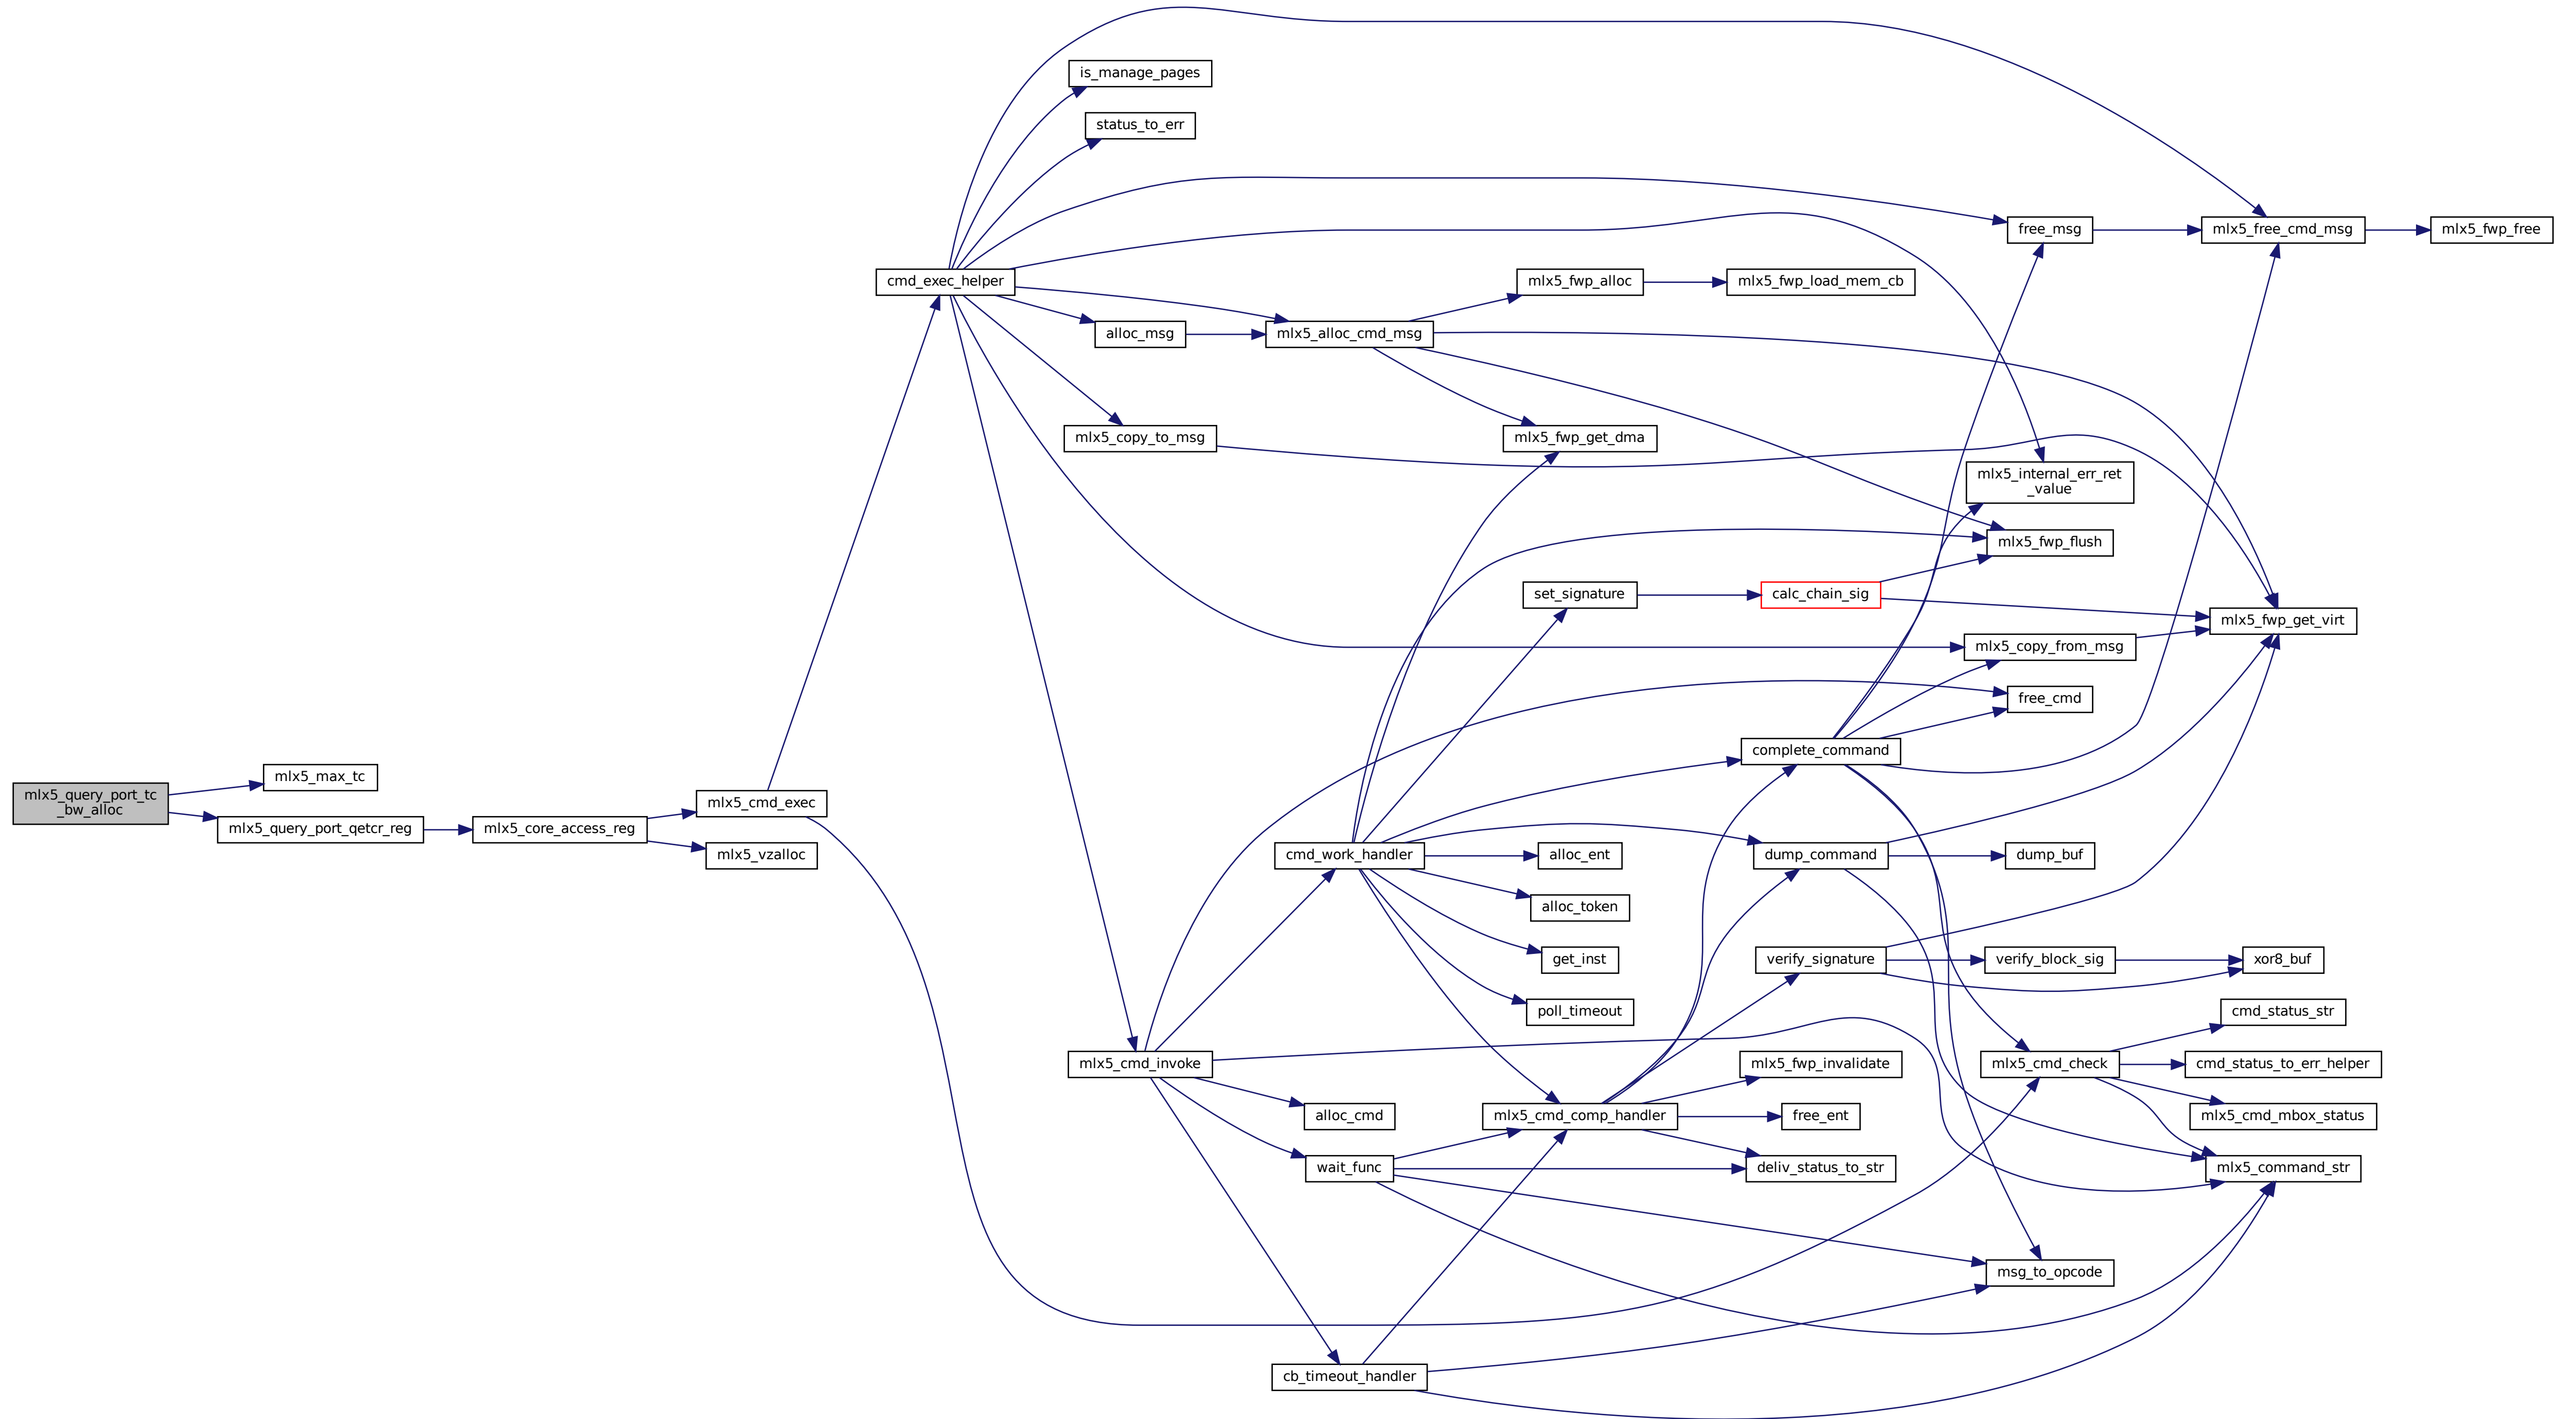 is_manage_pages
status_to_err
free_msg
mlx5_free_cmd_msg
mlx5_fwp_free
cmd_exec_helper
mlx5_fwp_alloc
mlx5_fwp_load_mem_cb
alloc_msg
mlx5_alloc_cmd_msg
mlx5_copy_to_msg
mlx5_fwp_get_dma
mlx5_internal_err_ret
_value
mlx5_fwp_flush
set_signature
calc_chain_sig
mlx5_fwp_get_virt
mlx5_copy_from_msg
free_cmd
complete_command
mlx5_max_tc
mlx5_query_port_tc
_bw_alloc
mlx5_cmd_exec
mlx5_query_port_qetcr_reg
mlx5_core_access_reg
mlx5_vzalloc
cmd_work_handler
alloc_ent
dump_command
dump_buf
alloc_token
get_inst
verify_signature
verify_block_sig
xor8_buf
poll_timeout
cmd_status_str
mlx5_cmd_invoke
mlx5_fwp_invalidate
mlx5_cmd_check
cmd_status_to_err_helper
alloc_cmd
mlx5_cmd_comp_handler
free_ent
mlx5_cmd_mbox_status
wait_func
deliv_status_to_str
mlx5_command_str
msg_to_opcode
cb_timeout_handler